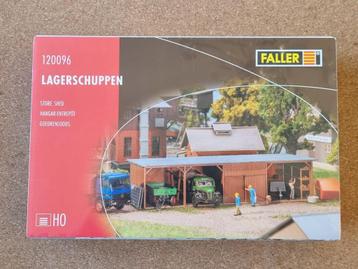 120096
FALLER
LAGERSCHUPPEN
STORE SHED
HANGAR ENTREPÔT
GOEDERENLOODS
H0